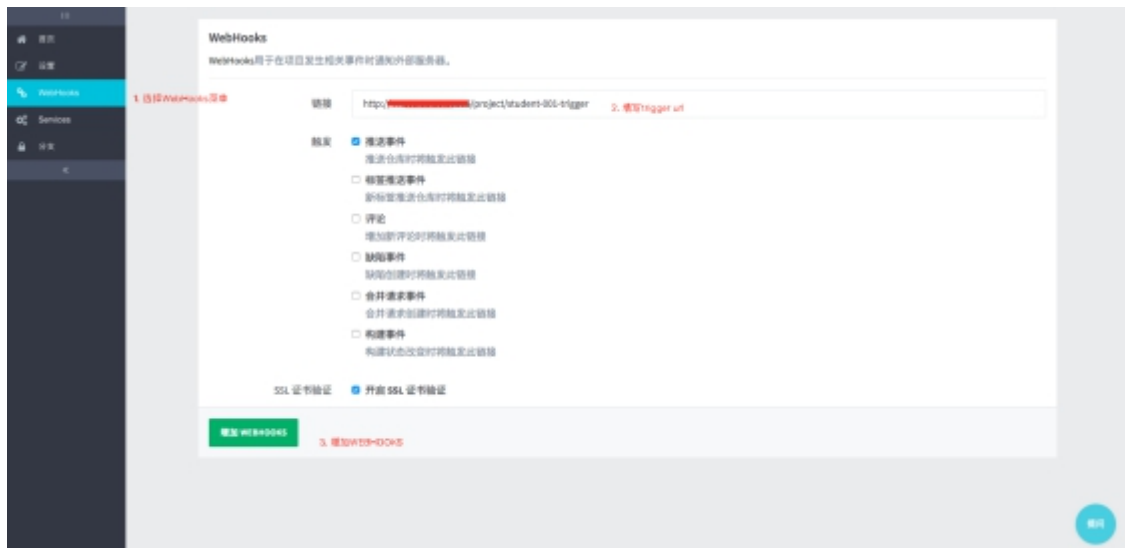 首页
设置
WebHooks
Services
分支
WebHooks
WebHooks用于在项目发生相关事件时通知外部服务器。
1. 选择WebHooks菜单
链接
http:/ /project/student-001-trigger
2. 填写trigger url
触发
推送事件
推送仓库时将触发此链接
标签推送事件
新标签推送仓库时将触发此链接
评论
增加新评论时将触发此链接
缺陷事件
缺陷创建时将触发此链接
合并请求事件
合并请求创建时将触发此链接
构建事件
构建状态改变时将触发此链接
SSL 证书验证
开启 SSL 证书验证
增加 WEBHOOKS
3. 增加WEBHOOKS